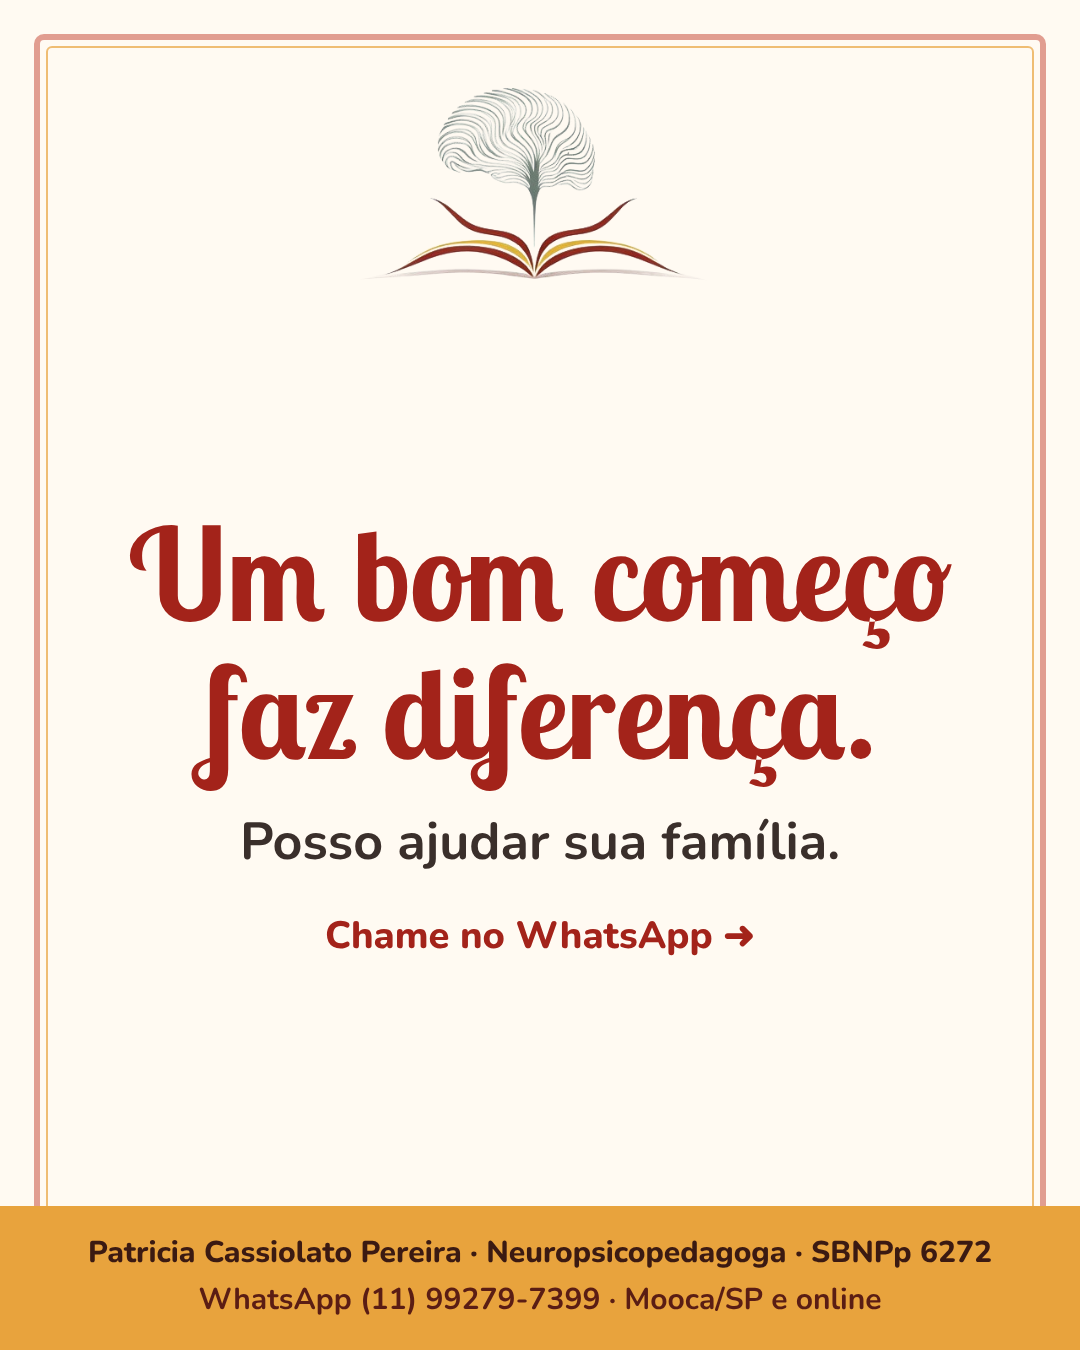 Um bom começo
faz diferença.
Posso ajudar sua família.
Chame no WhatsApp ➜
Patricia Cassiolato Pereira · Neuropsicopedagoga · SBNPp 6272
WhatsApp (11) 99279-7399 · Mooca/SP e online